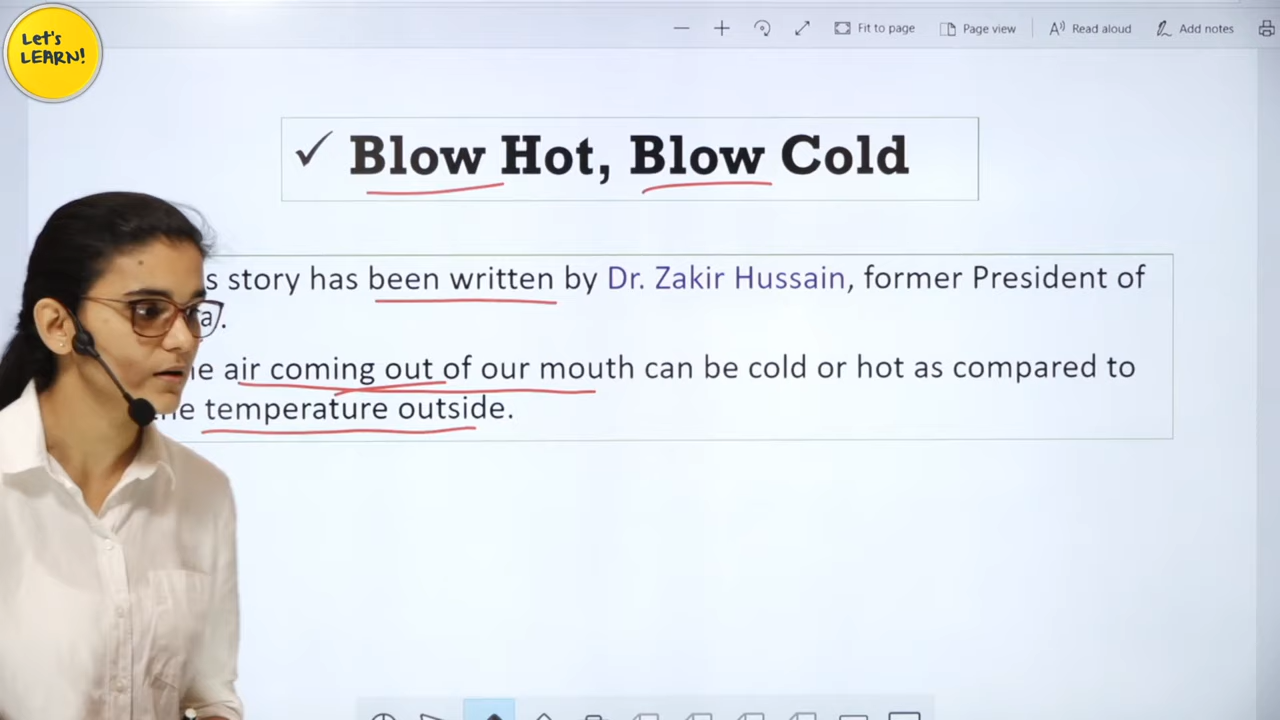 Let's
LEARN!
Fit to page
Page view
Read aloud
Add notes
Blow Hot, Blow Cold
s story has been written by Dr. Zakir Hussain, former President of
a).
e air coming out of our mouth can be cold or hot as compared to
temperature outside.